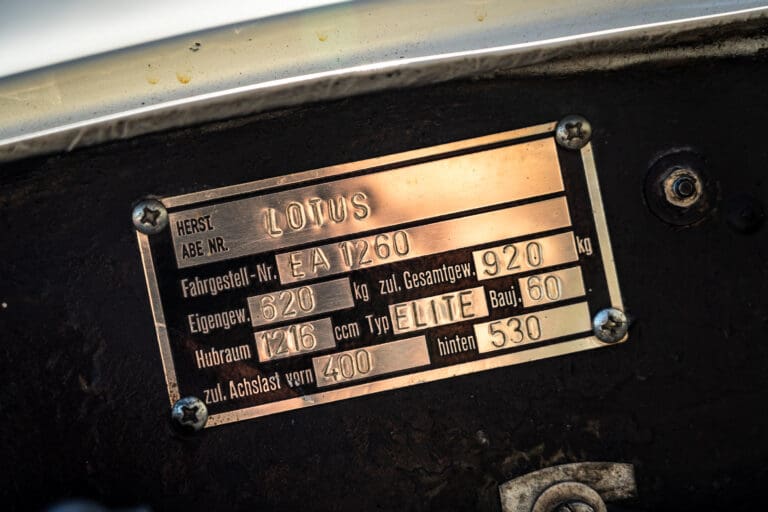 HERST. LOTUS
ABE NR.
Fahrgestell-Nr. EA 1260
Eigengew. 620 kg zul. Gesamtgew. 920 kg
Hubraum 1216 ccm Typ ELITE Bauj. 60
zul. Achslast vorn 400 hinten 530